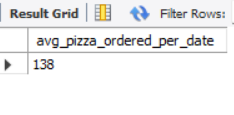 Result Grid Filter Rows:
avg_pizza_ordered_per_date
138